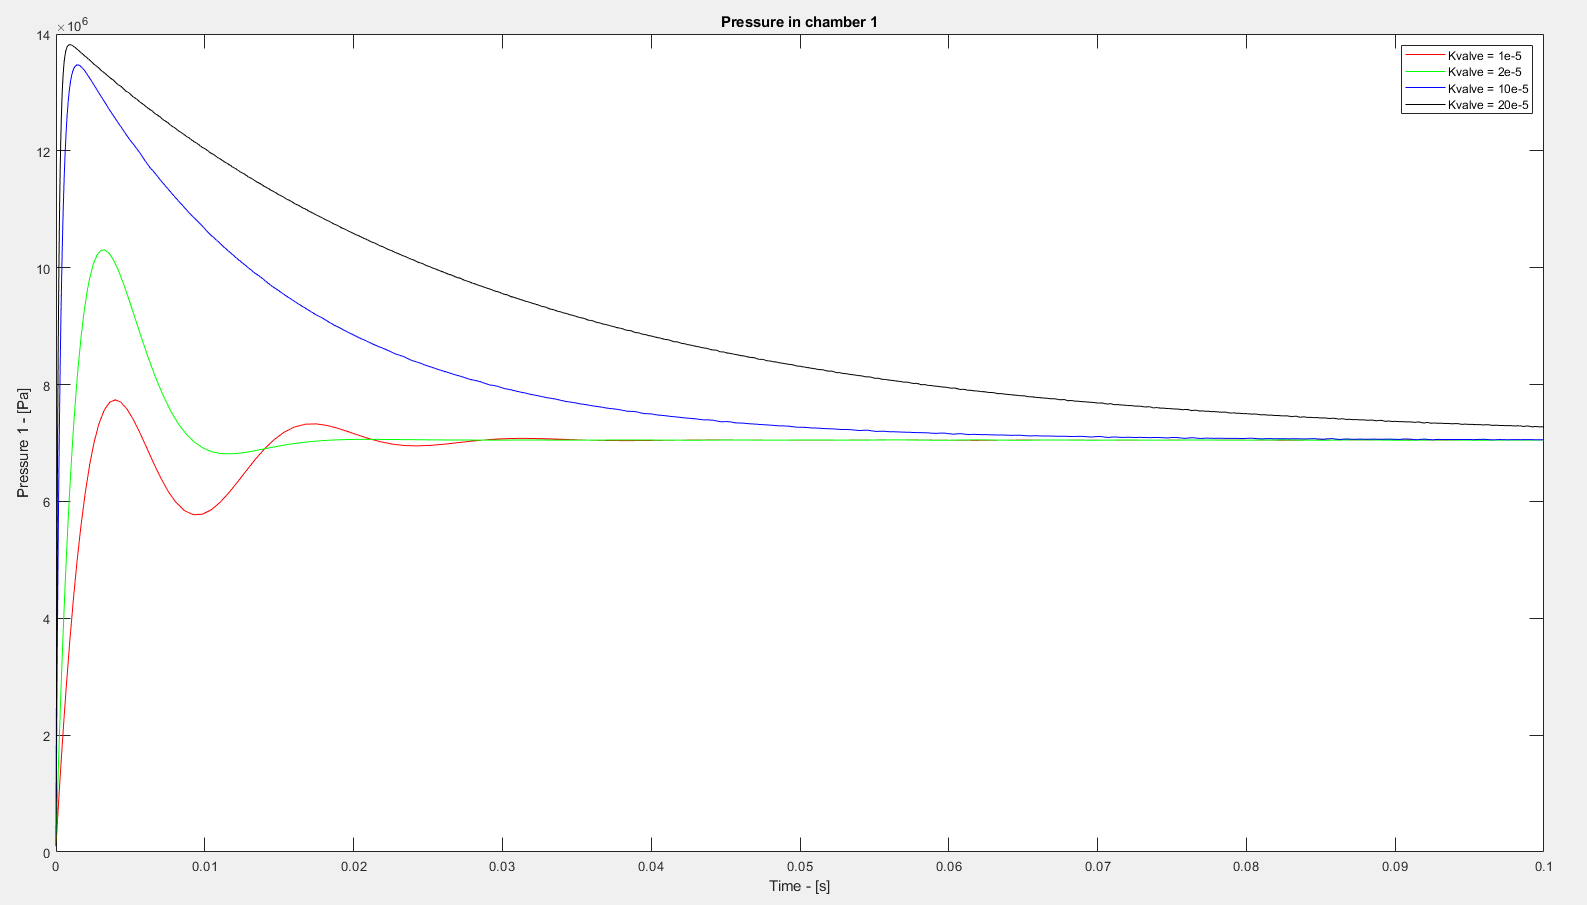 Pressure in chamber 1
×10⁶
14
12
10
8
6
4
2
0
Pressure 1 - [Pa]
Kvalve = 1e-5
Kvalve = 2e-5
Kvalve = 10e-5
Kvalve = 20e-5
0 0.01 0.02 0.03 0.04 0.05 0.06 0.07 0.08 0.09 0.1
Time - [s]